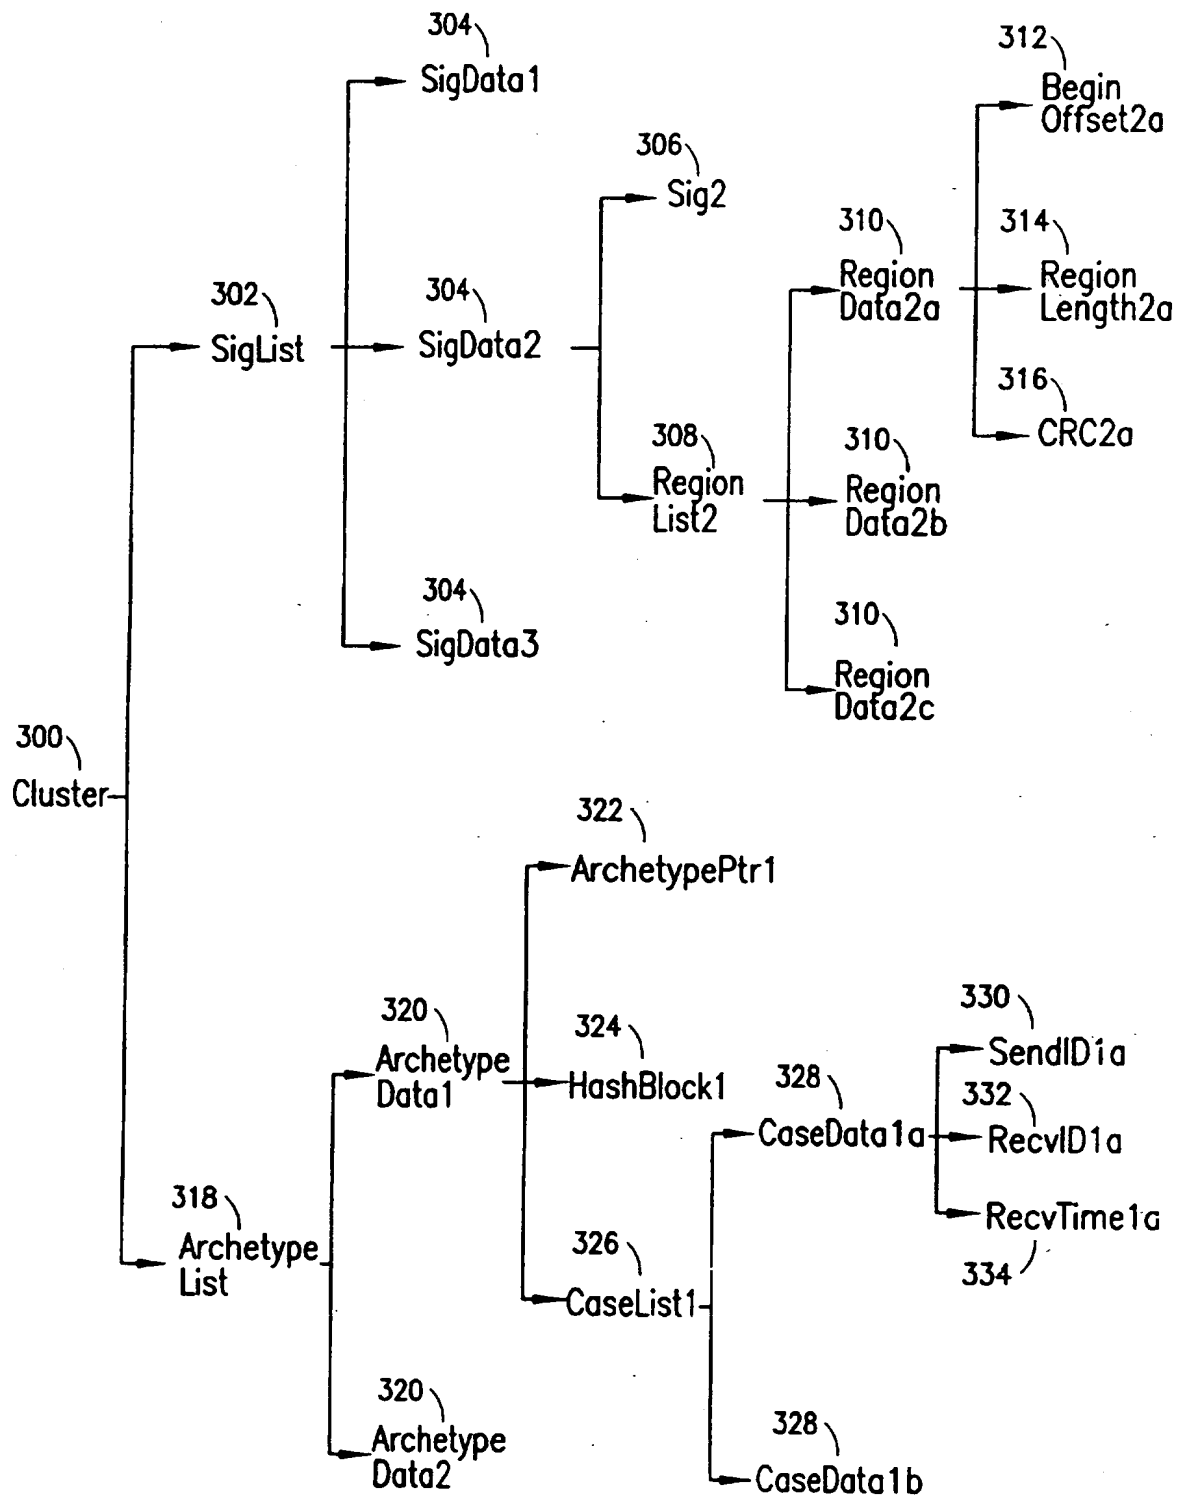 304
SigData1
312
Begin
Offset2a
306
Sig2
310
Region
Data2a
314
Region
Length2a
302
SigList
304
SigData2
316
CRC2a
308
Region
List2
310
Region
Data2b
304
SigData3
310
Region
Data2c
300
Cluster
322
ArchetypePtr1
320
Archetype
Data1
324
HashBlock1
330
SendID1a
328
CaseData1a
332
RecvID1a
318
Archetype
List
326
CaseList1
RecvTime1a
334
320
Archetype
Data2
328
CaseData1b